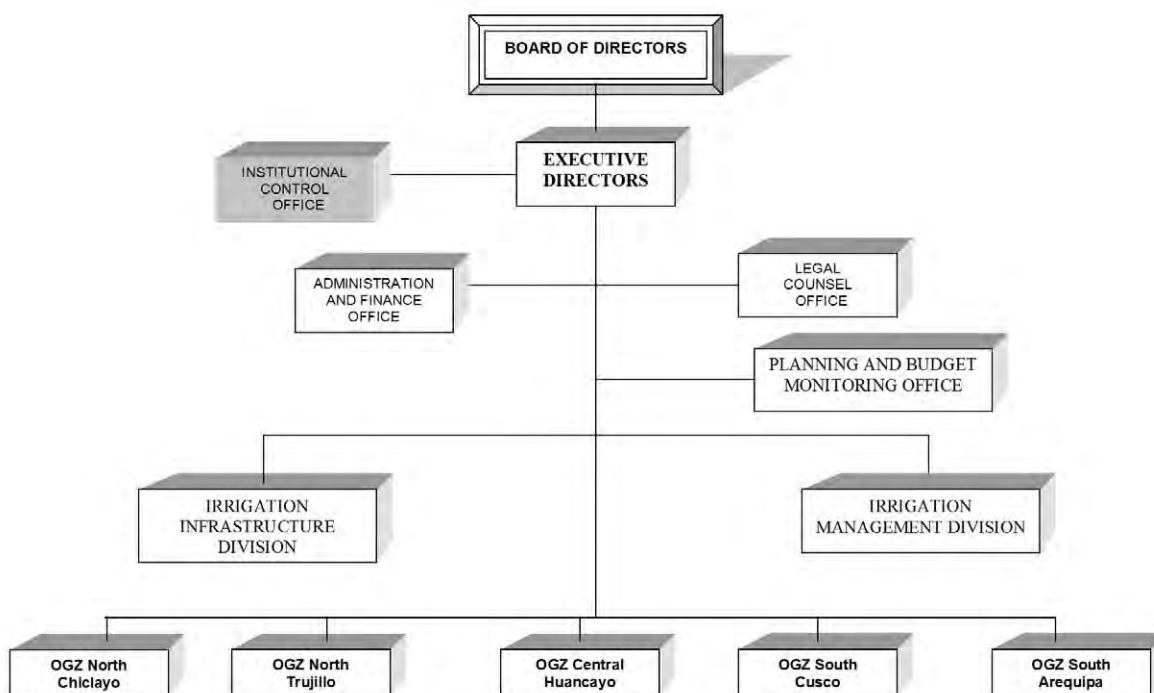 BOARD OF DIRECTORS
EXECUTIVE
DIRECTORS
INSTITUTIONAL
CONTROL
OFFICE
ADMINISTRATION
AND FINANCE
OFFICE
LEGAL
COUNSEL
OFFICE
PLANNING AND BUDGET
MONITORING OFFICE
IRRIGATION
INFRASTRUCTURE
DIVISION
IRRIGATION
MANAGEMENT DIVISION
OGZ North
Chiclayo
OGZ North
Trujillo
OGZ Central
Huancayo
OGZ South
Cusco
OGZ South
Arequipa